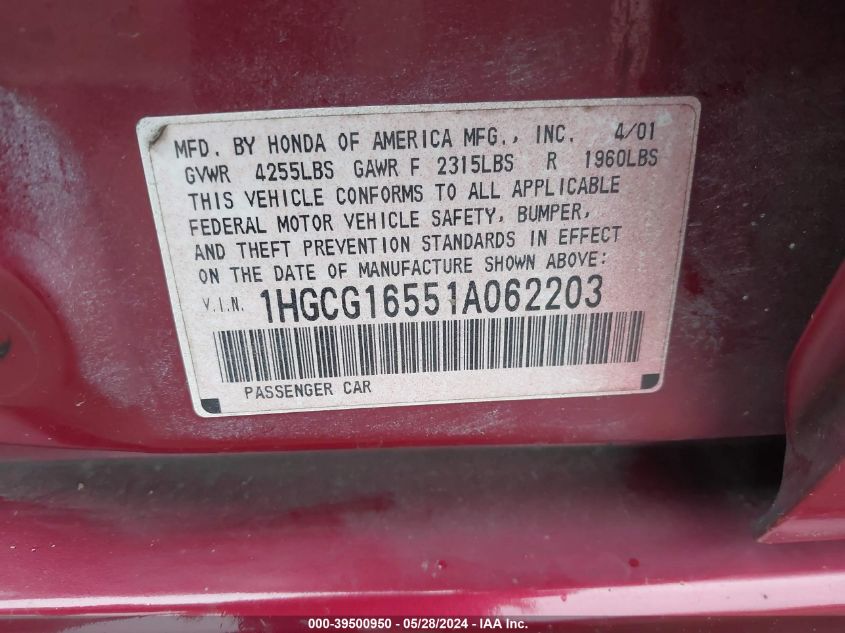 MFD. BY HONDA OF AMERICA MFG., INC. 4/01
GVWR 4255LBS GAWR F 2315LBS R 1960LBS
THIS VEHICLE CONFORMS TO ALL APPLICABLE
FEDERAL MOTOR VEHICLE SAFETY, BUMPER,
AND THEFT PREVENTION STANDARDS IN EFFECT
ON THE DATE OF MANUFACTURE SHOWN ABOVE:
V.I.N. 1HGCG16551A062203
PASSENGER CAR
000-39500950 - 05/28/2024 - IAA Inc.